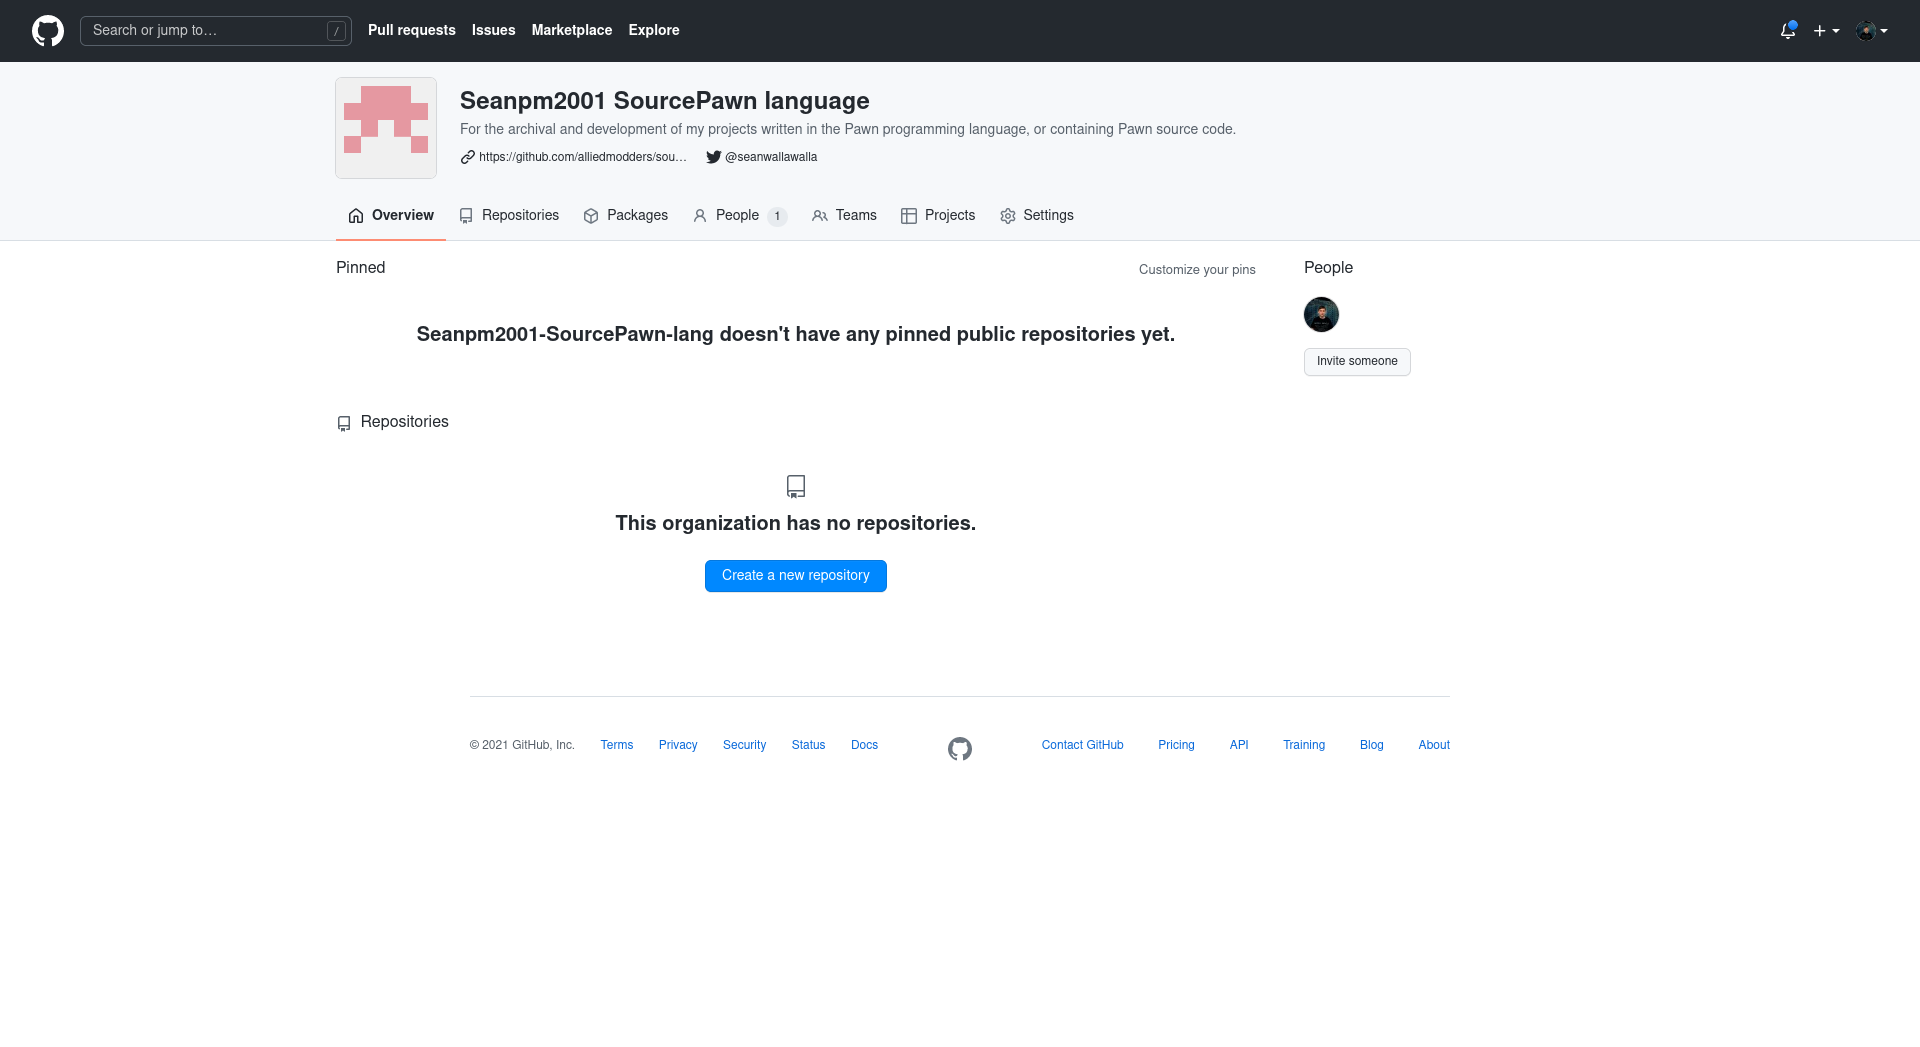 Search or jump to… /
Pull requests Issues Marketplace Explore
Seanpm2001 SourcePawn language
For the archival and development of my projects written in the Pawn programming language, or containing Pawn source code.
https://github.com/alliedmodders/sou… @seanwallawalla
Overview Repositories Packages People 1 Teams Projects Settings
Pinned
Customize your pins
People
Seanpm2001-SourcePawn-lang doesn't have any pinned public repositories yet.
Invite someone
Repositories
This organization has no repositories.
Create a new repository
© 2021 GitHub, Inc. Terms Privacy Security Status Docs Contact GitHub Pricing API Training Blog About